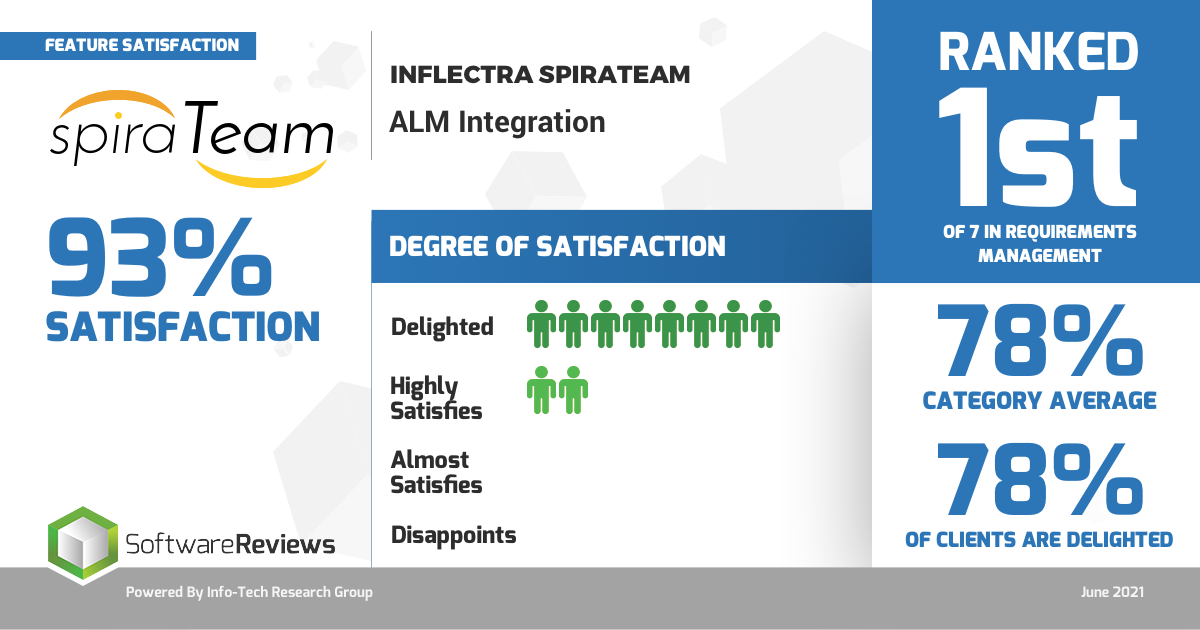 FEATURE SATISFACTION
spiraTeam
93%
SATISFACTION
INFLECTRA SPIRATEAM
ALM Integration
DEGREE OF SATISFACTION
Delighted
Highly
Satisfies
Almost
Satisfies
Disappoints
RANKED
1st
OF 7 IN REQUIREMENTS
MANAGEMENT
78%
CATEGORY AVERAGE
78%
OF CLIENTS ARE DELIGHTED
SoftwareReviews
Powered By Info-Tech Research Group
June 2021